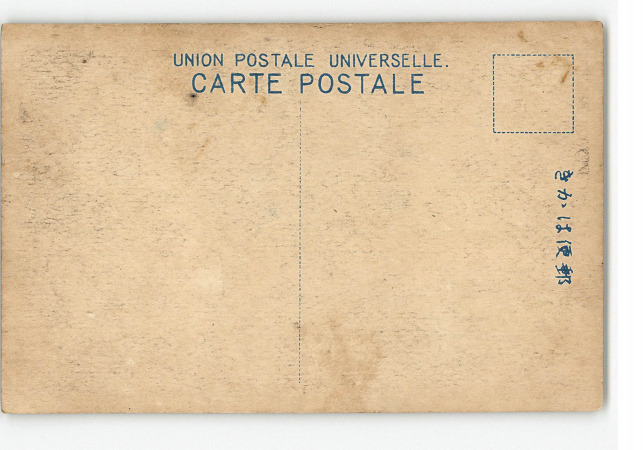 UNION POSTALE UNIVERSELLE.
CARTE POSTALE
郵便はかき